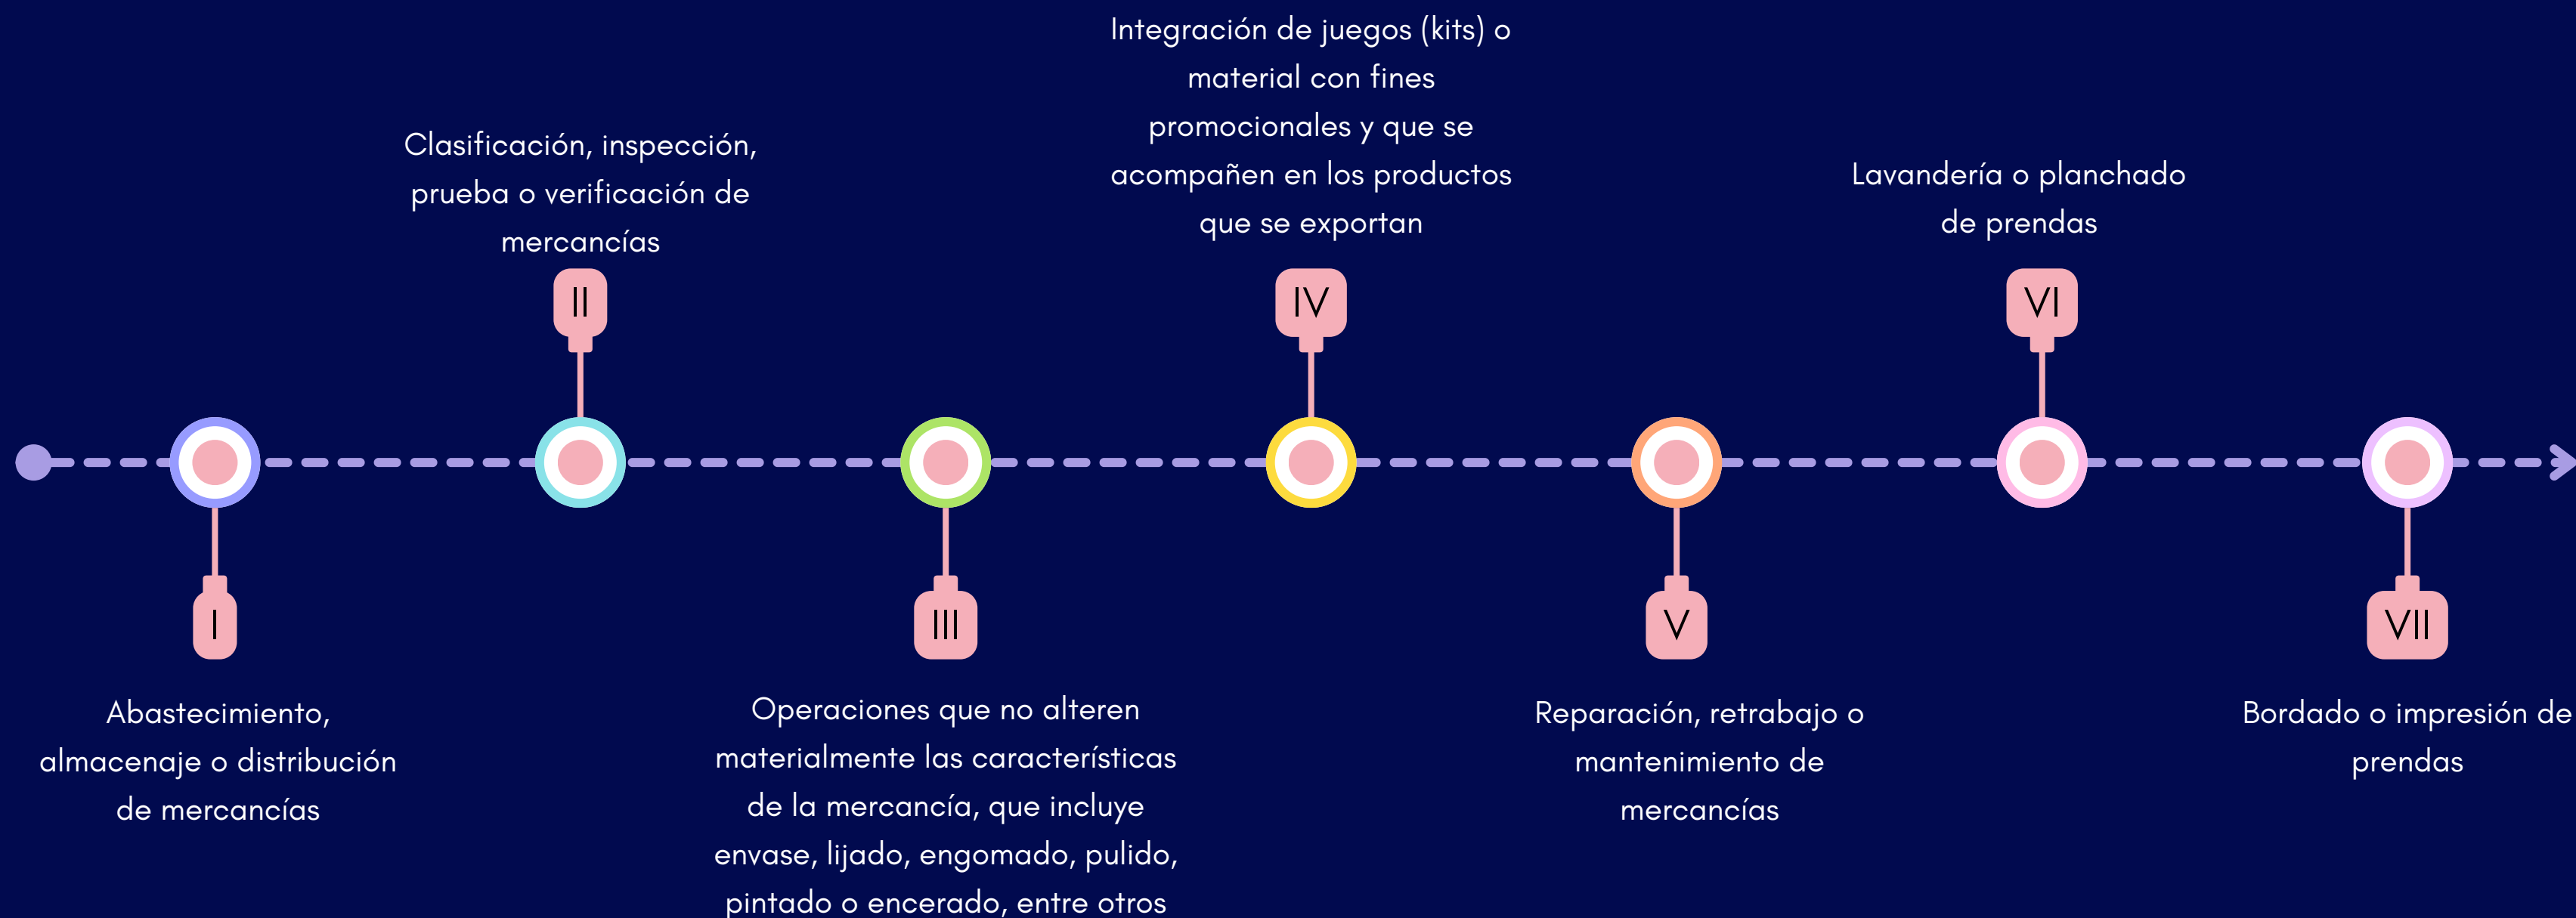 I
Abastecimiento,
almacenaje o distribución
de mercancías
Clasificación, inspección,
prueba o verificación de
mercancías
II
III
Operaciones que no alteren
materialmente las características
de la mercancía, que incluye
envase, lijado, engomado, pulido,
pintado o encerado, entre otros
Integración de juegos (kits) o
material con fines
promocionales y que se
acompañen en los productos
que se exportan
IV
V
Reparación, retrabajo o
mantenimiento de
mercancías
Lavandería o planchado
de prendas
VI
VII
Bordado o impresión de
prendas